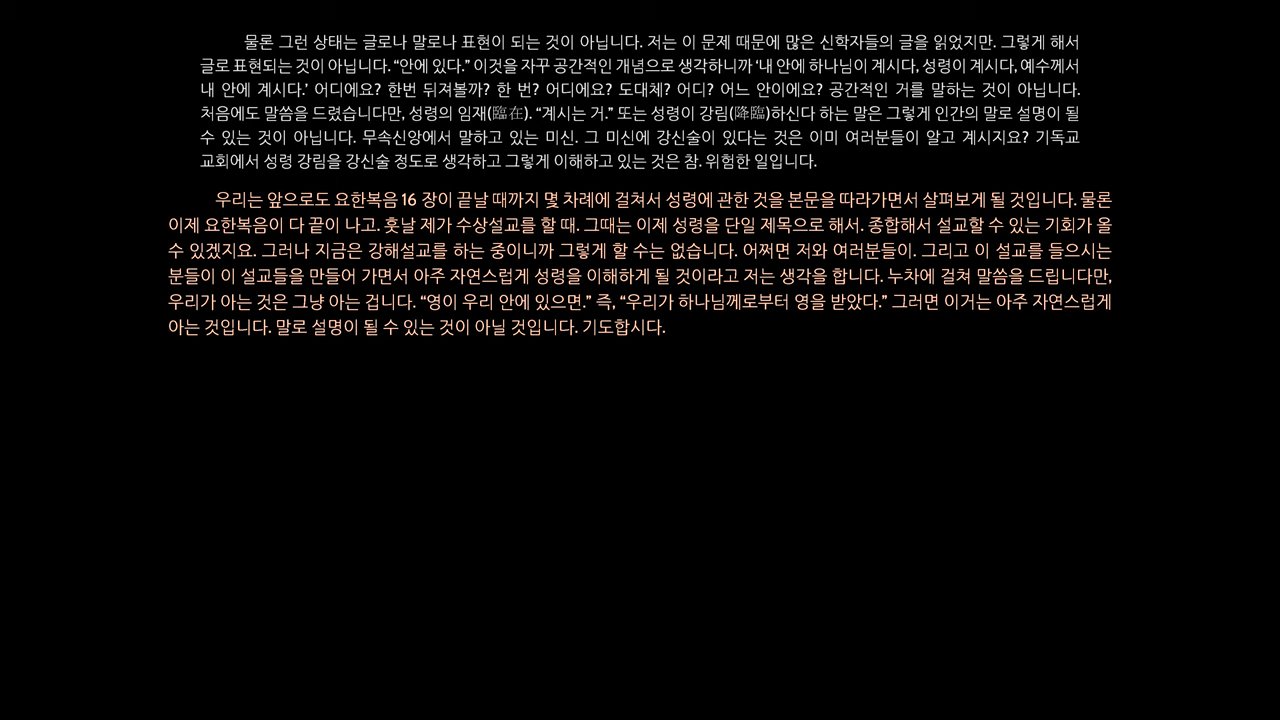 물론 그런 상태는 글로나 말로나 표현이 되는 것이 아닙니다. 저는 이 문제 때문에 많은 신학자들의 글을 읽었지만. 그렇게 해서
글로 표현되는 것이 아닙니다. “안에 있다.” 이것을 자꾸 공간적인 개념으로 생각하니까 ‘내 안에 하나님이 계시다, 성령이 계시다, 예수께서
내 안에 계시다.’ 어디에요? 한번 뒤져볼까? 한 번? 어디에요? 도대체? 어디? 어느 안이에요? 공간적인 거를 말하는 것이 아닙니다.
처음에도 말씀을 드렸습니다만, 성령의 임재(臨在). “계시는 거.” 또는 성령이 강림(降臨)하신다 하는 말은 그렇게 인간의 말로 설명이 될
수 있는 것이 아닙니다. 무속신앙에서 말하고 있는 미신. 그 미신에 강신술이 있다는 것은 이미 여러분들이 알고 계시지요? 기독교
교회에서 성령 강림을 강신술 정도로 생각하고 그렇게 이해하고 있는 것은 참. 위험한 일입니다.
우리는 앞으로도 요한복음 16 장이 끝날 때까지 몇 차례에 걸쳐서 성령에 관한 것을 본문을 따라가면서 살펴보게 될 것입니다. 물론
이제 요한복음이 다 끝이 나고. 훗날 제가 수상설교를 할 때. 그때는 이제 성령을 단일 제목으로 해서. 종합해서 설교할 수 있는 기회가 올
수 있겠지요. 그러나 지금은 강해설교를 하는 중이니까 그렇게 할 수는 없습니다. 어쩌면 저와 여러분들이. 그리고 이 설교를 들으시는
분들이 이 설교들을 만들어 가면서 아주 자연스럽게 성령을 이해하게 될 것이라고 저는 생각을 합니다. 누차에 걸쳐 말씀을 드립니다만,
우리가 아는 것은 그냥 아는 겁니다. “영이 우리 안에 있으면.” 즉, “우리가 하나님께로부터 영을 받았다.” 그러면 이거는 아주 자연스럽게
아는 것입니다. 말로 설명이 될 수 있는 것이 아닐 것입니다. 기도합시다.